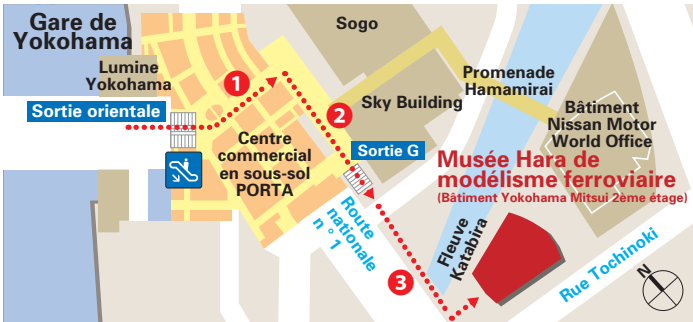 Gare de
Yokohama
Lumine
Yokohama
Sortie orientale
1
Centre
commercial
en sous-sol
PORTA
Sogo
2
Sky Building
Sortie G
Promenade
Hamamirai
Bâtiment
Nissan Motor
World Office
Musée Hara de
modélisme ferroviaire
(Bâtiment Yokohama Mitsui 2ème étage)
Route
nationale
n° 1
3
Fleuve
Katabira
Rue Tochinoki
N